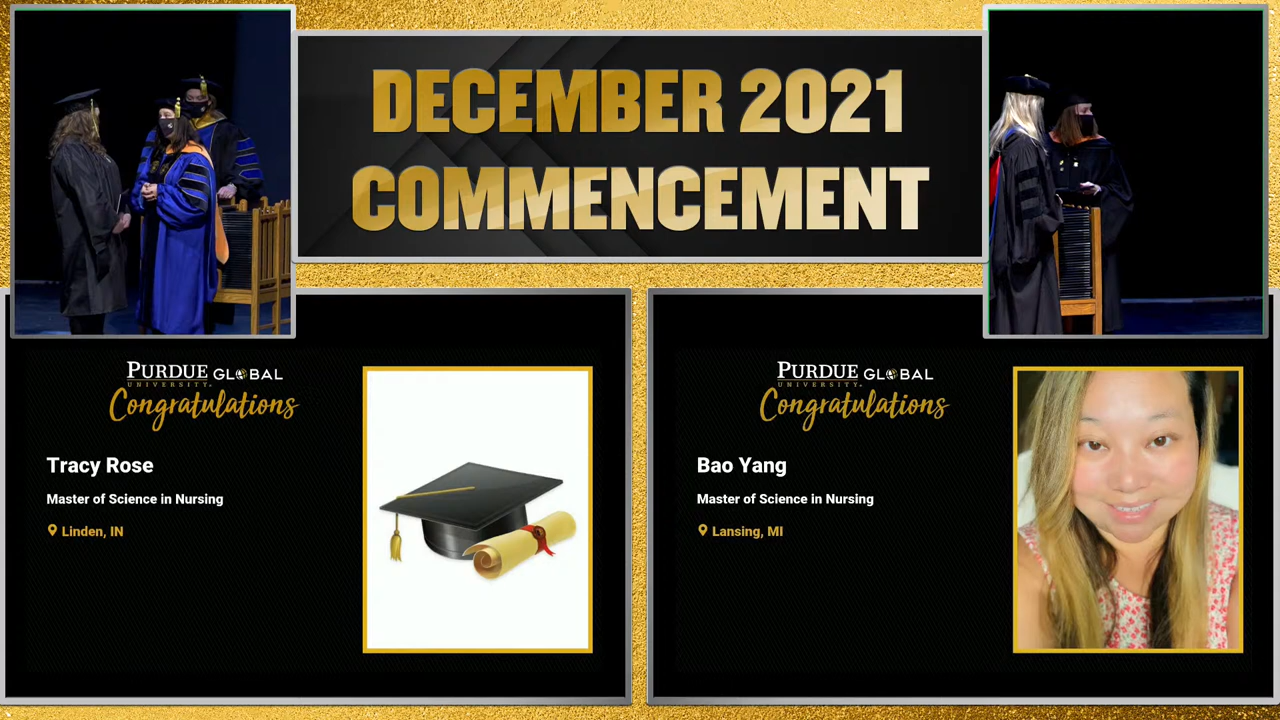 DECEMBER 2021
COMMENCEMENT
PURDUE GLOBAL
UNIVERSITY
Congratulations
Tracy Rose
Master of Science in Nursing
Linden, IN
PURDUE GLOBAL
UNIVERSITY
Congratulations
Bao Yang
Master of Science in Nursing
Lansing, MI